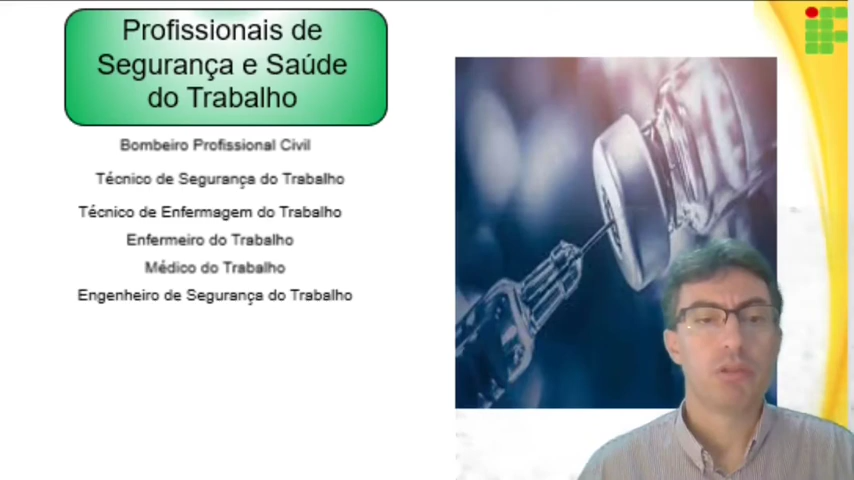 Profissionais de
Segurança e Saúde
do Trabalho
Bombeiro Profissional Civil
Técnico de Segurança do Trabalho
Técnico de Enfermagem do Trabalho
Enfermeiro do Trabalho
Médico do Trabalho
Engenheiro de Segurança do Trabalho